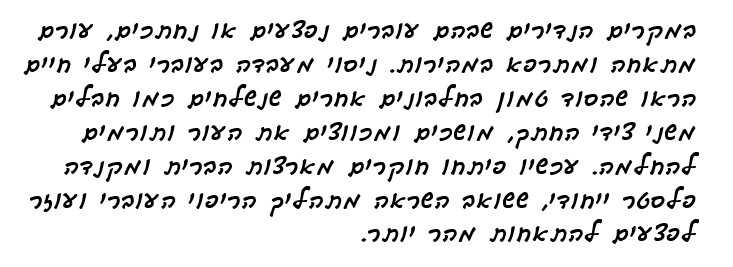 במקרים הנדירים שבהם עוברים נפצעים או נחתכים, עורם
מתאחה ומתרפא במהירות. ניסוי מעבדה בעוברי בעלי חיים
הראו שהסוד טמון בחלבונים אחרים שנשלחים כמו חבלים
משני צידי החתך, מושכים ומכווצים את העור ותורמים
להחלמה. עכשיו פיתחו חוקרים מארצות הברית ומקנדה
פלסטר ייחודי, ששואב השראה מתהליך הריפוי העוברי ועוזר
לפצעים להתאחות מהר יותר.